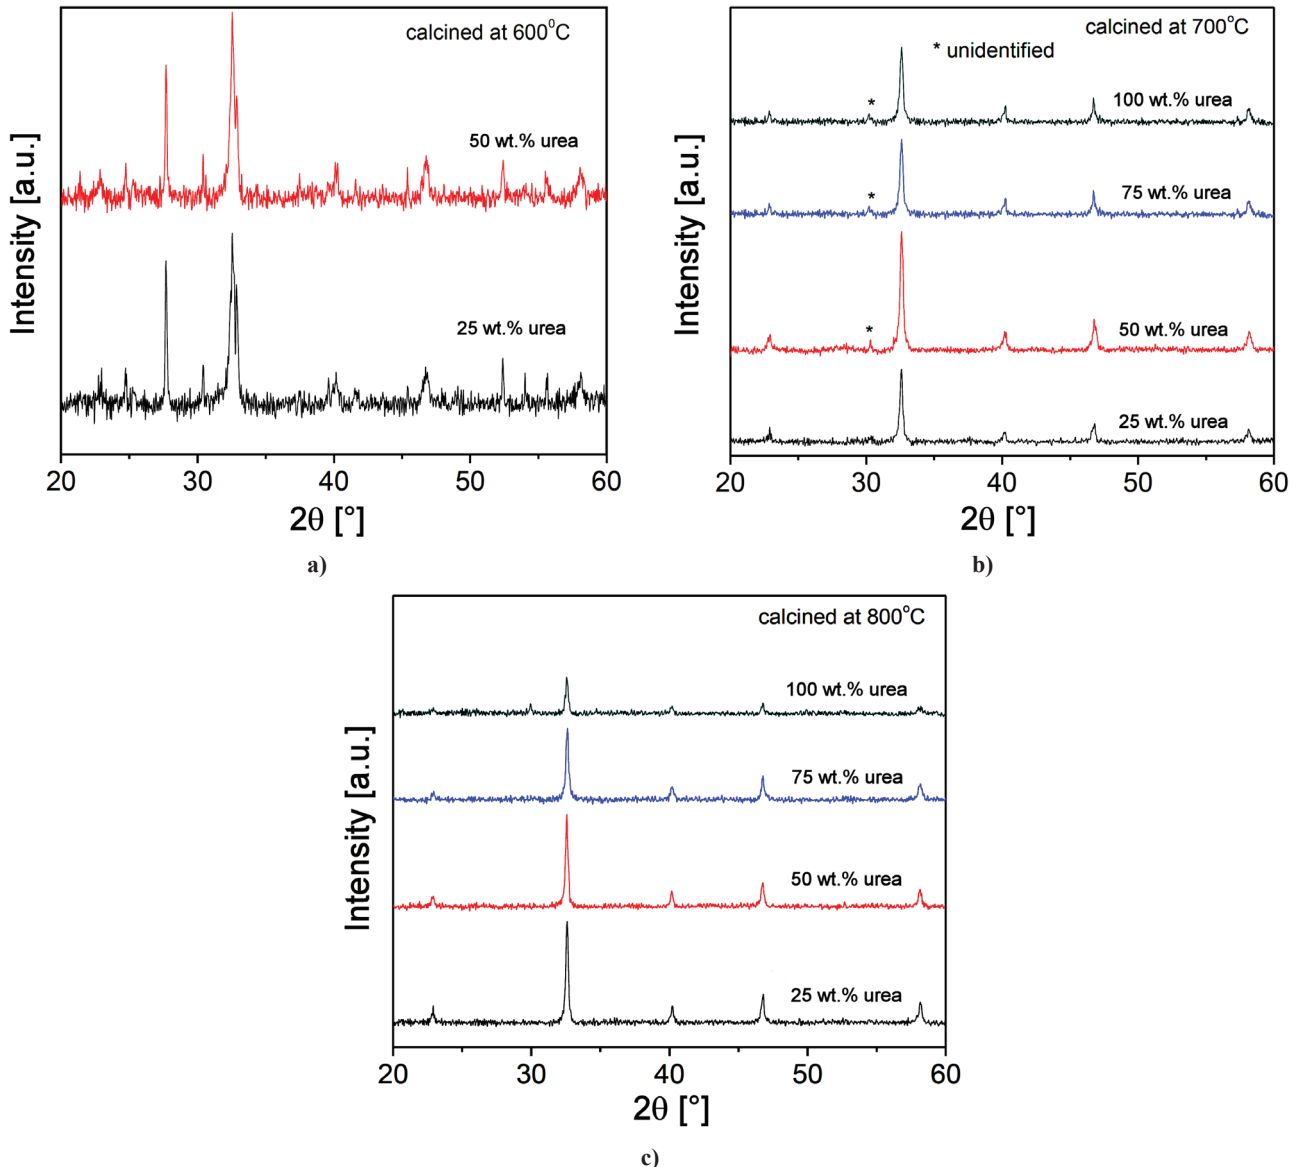 calcined at 600⁰C
50 wt.% urea
25 wt.% urea
Intensity [a.u.]
20 30 40 50 60
2θ [°]
a)
calcined at 700°C
* unidentified
*
100 wt.% urea
*
75 wt.% urea
*
50 wt.% urea
25 wt.% urea
Intensity [a.u.]
20 30 40 50 60
2θ [°]
b)
calcined at 800°C
100 wt.% urea
75 wt.% urea
50 wt.% urea
25 wt.% urea
Intensity [a.u.]
20 30 40 50 60
2θ [°]
c)